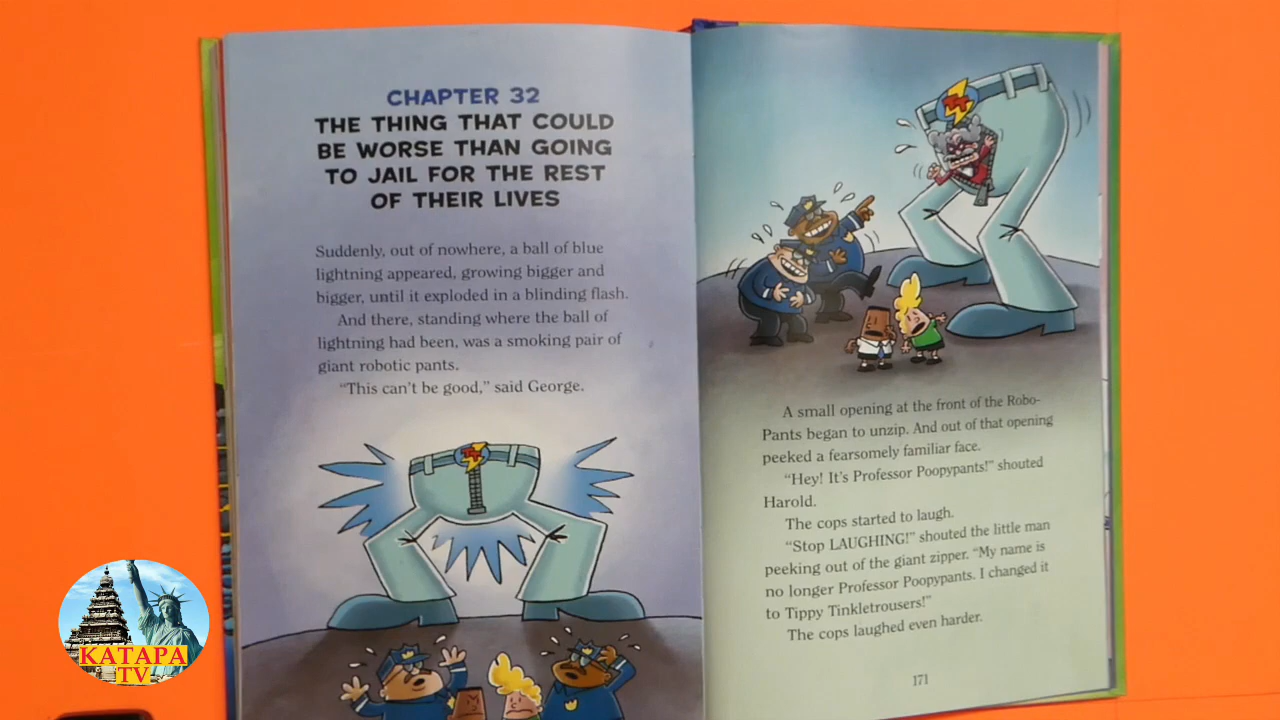 CHAPTER 32
THE THING THAT COULD
BE WORSE THAN GOING
TO JAIL FOR THE REST
OF THEIR LIVES
Suddenly, out of nowhere, a ball of blue
lightning appeared, growing bigger and
bigger, until it exploded in a blinding flash.
And there, standing where the ball of
lightning had been, was a smoking pair of
giant robotic pants.
“This can’t be good,” said George.
TT
TT
A small opening at the front of the Robo-
Pants began to unzip. And out of that opening
peeked a fearsomely familiar face.
“Hey! It’s Professor Poopypants!” shouted
Harold.
The cops started to laugh.
“Stop LAUGHING!” shouted the little man
peeking out of the giant zipper. “My name is
no longer Professor Poopypants. I changed it
to Tippy Tinkletrousers!”
The cops laughed even harder.
171
KATAPA
TV